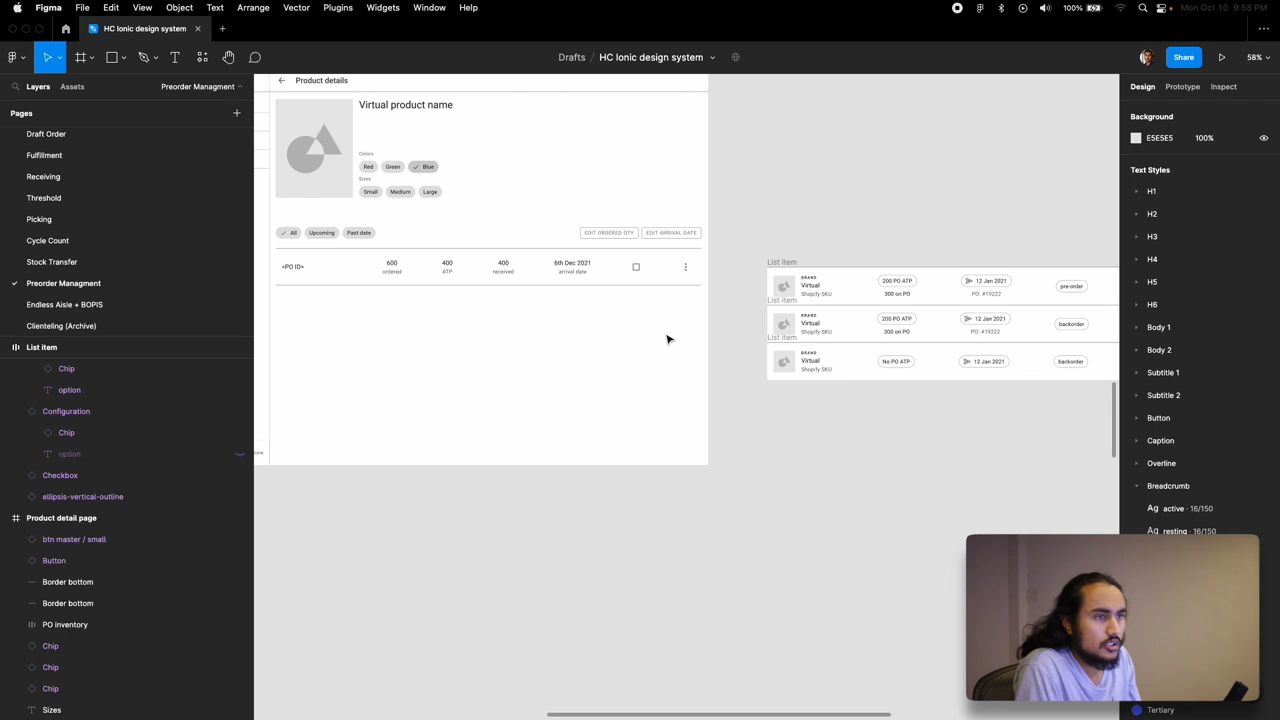 Figma File Edit View Object Text Arrange Vector Plugins Widgets Window Help 100% Mon Oct 10 9:58 PM
HC Ionic design system
Drafts / HC Ionic design system
Share
58%
Layers Assets Preorder Managment
Pages
Draft Order
Fulfillment
Receiving
Threshold
Picking
Cycle Count
Stock Transfer
Preorder Managment
Endless Aisle + BOPIS
Clienteling (Archive)
List item
Chip
option
Configuration
Chip
option
Checkbox
ellipsis-vertical-outline
Product detail page
btn master / small
Button
Border bottom
Border bottom
PO inventory
Chip
Chip
Chip
Sizes
Product details
Virtual product name
Colors
Red Green Blue
Sizes
Small Medium Large
All Upcoming Past date EDIT ORDERED QTY EDIT ARRIVAL DATE
<PO ID>
600
ordered
400
ATP
400
received
6th Dec 2021
arrival date
List item
BRAND
Virtual
Shopify SKU
200 PO ATP
300 on PO
12 Jan 2021
PO: #19222
pre-order
List item
BRAND
Virtual
Shopify SKU
200 PO ATP
300 on PO
12 Jan 2021
PO: #19222
backorder
List item
BRAND
Virtual
Shopify SKU
No PO ATP
12 Jan 2021
backorder
Design Prototype Inspect
Background
E5E5E5 100%
Text Styles
H1
H2
H3
H4
H5
H6
Body 1
Body 2
Subtitle 1
Subtitle 2
Button
Caption
Overline
Breadcrumb
Ag active · 16/150
Ag resting · 16/150
Tertiary